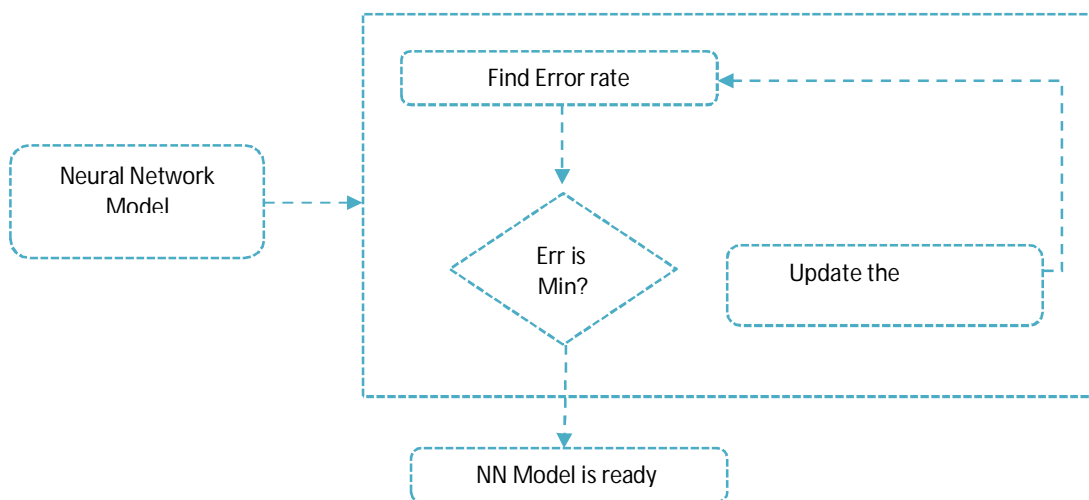 Find Error rate
Neural Network
Model
Err is
Min?
Update the
NN Model is ready